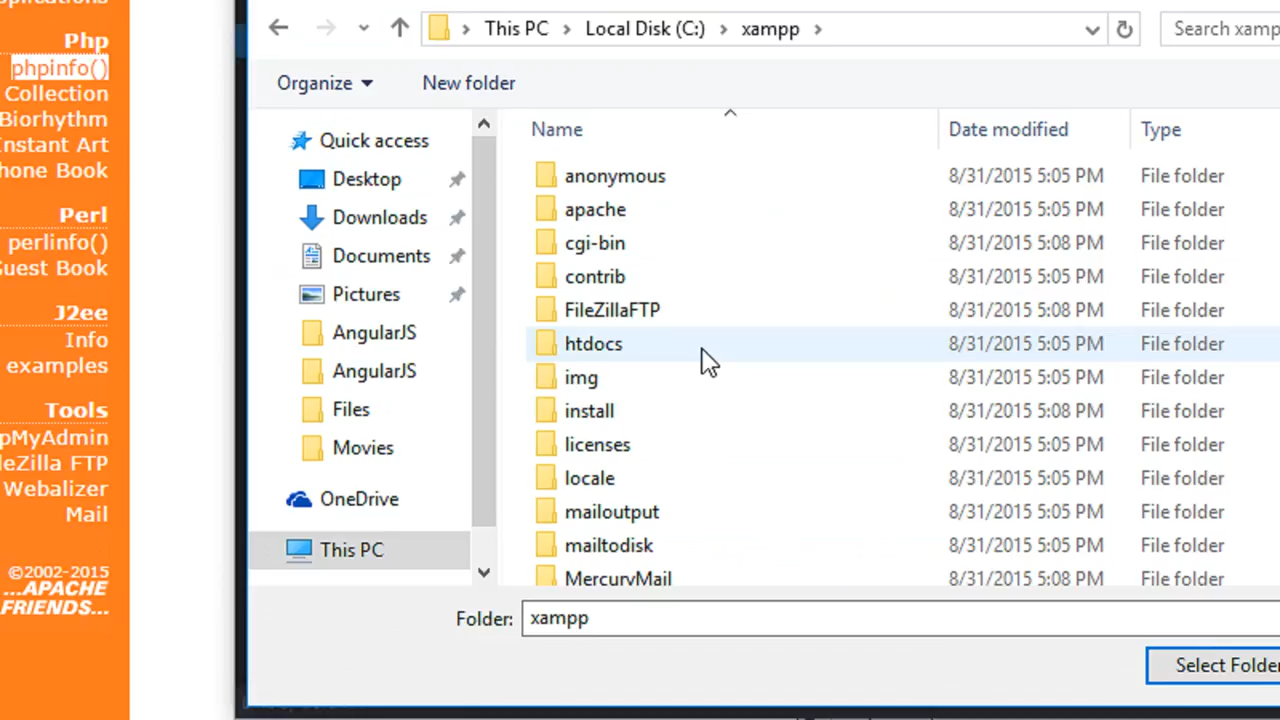 Php
phpinfo()
Collection
Biorhythm
Instant Art
Phone Book
Perl
perlinfo()
Guest Book
J2ee
Info
examples
Tools
pMyAdmin
leZilla FTP
Webalizer
Mail
©2002-2015
...APACHE
FRIENDS...
This PC
Local Disk (C:)
xampp
Search xamp
Organize
New folder
Quick access
Desktop
Downloads
Documents
Pictures
AngularJS
AngularJS
Files
Movies
OneDrive
This PC
Name Date modified Type
anonymous 8/31/2015 5:05 PM File folder
apache 8/31/2015 5:05 PM File folder
cgi-bin 8/31/2015 5:08 PM File folder
contrib 8/31/2015 5:05 PM File folder
FileZillaFTP 8/31/2015 5:08 PM File folder
htdocs 8/31/2015 5:05 PM File folder
img 8/31/2015 5:05 PM File folder
install 8/31/2015 5:08 PM File folder
licenses 8/31/2015 5:05 PM File folder
locale 8/31/2015 5:05 PM File folder
mailoutput 8/31/2015 5:05 PM File folder
mailtodisk 8/31/2015 5:05 PM File folder
MercuryMail 8/31/2015 5:08 PM File folder
Folder: xampp
Select Folder